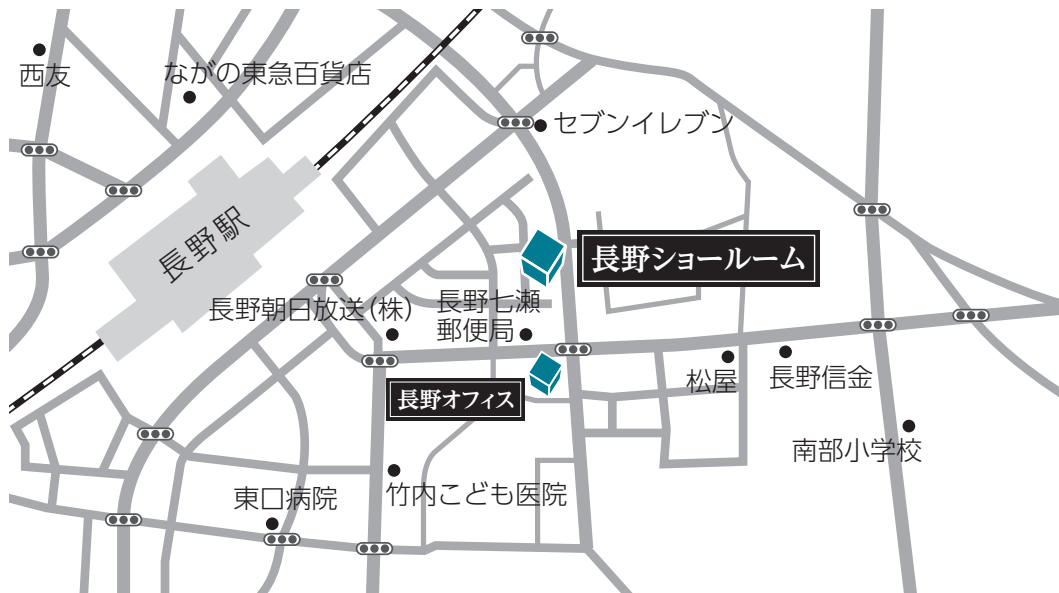 西友
ながの東急百貨店
セブンイレブン
長野駅
長野ショールーム
長野朝日放送(株)
長野七瀬
郵便局
長野オフィス
松屋
長野信金
南部小学校
東口病院
竹内こども医院